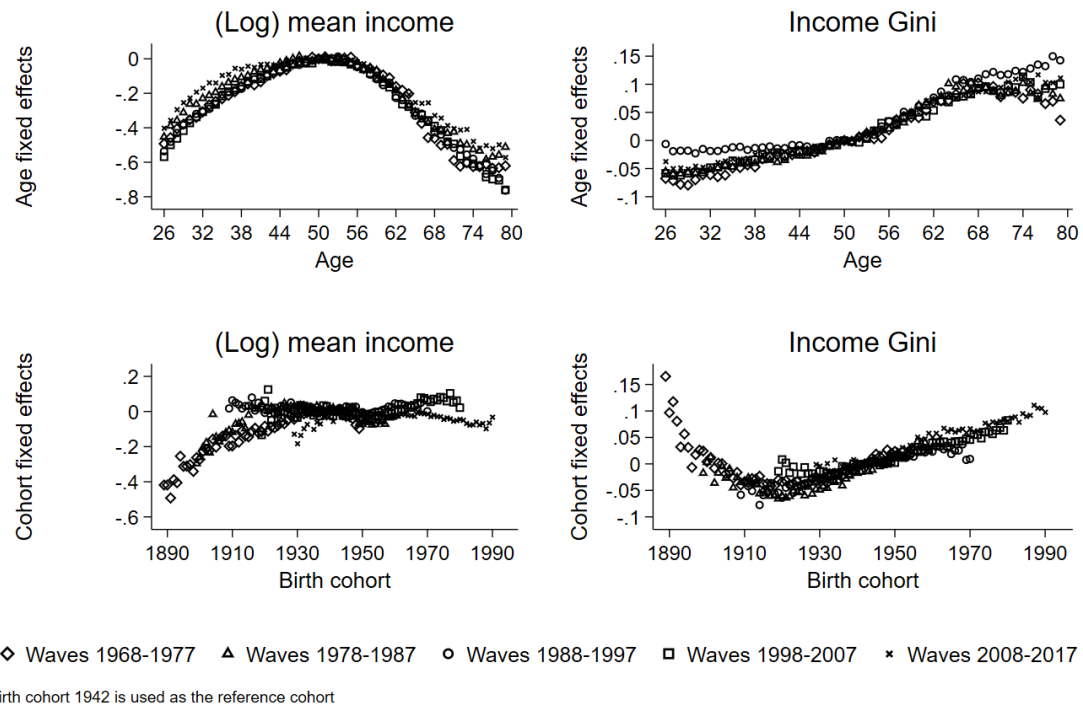 (Log) mean income
Income Gini
Age fixed effects
0
-.2
-.4
-.6
-.8
26 32 38 44 50 56 62 68 74 80
Age
Age fixed effects
.15
.1
.05
0
-.05
-.1
26 32 38 44 50 56 62 68 74 80
Age
(Log) mean income
Income Gini
Cohort fixed effects
.2
0
-.2
-.4
-.6
1890 1910 1930 1950 1970 1990
Birth cohort
Cohort fixed effects
.15
.1
.05
0
-.05
-.1
1890 1910 1930 1950 1970 1990
Birth cohort
Waves 1968-1977 Waves 1978-1987 Waves 1988-1997 Waves 1998-2007 Waves 2008-2017
irth cohort 1942 is used as the reference cohort